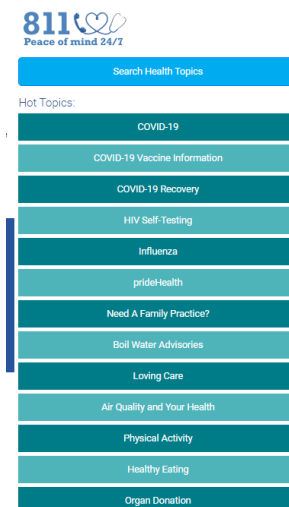 811
Peace of mind 24/7
Search Health Topics
Hot Topics:
COVID-19
COVID-19 Vaccine Information
COVID-19 Recovery
HIV Self-Testing
Influenza
prideHealth
Need A Family Practice?
Boil Water Advisories
Loving Care
Air Quality and Your Health
Physical Activity
Healthy Eating
Organ Donation